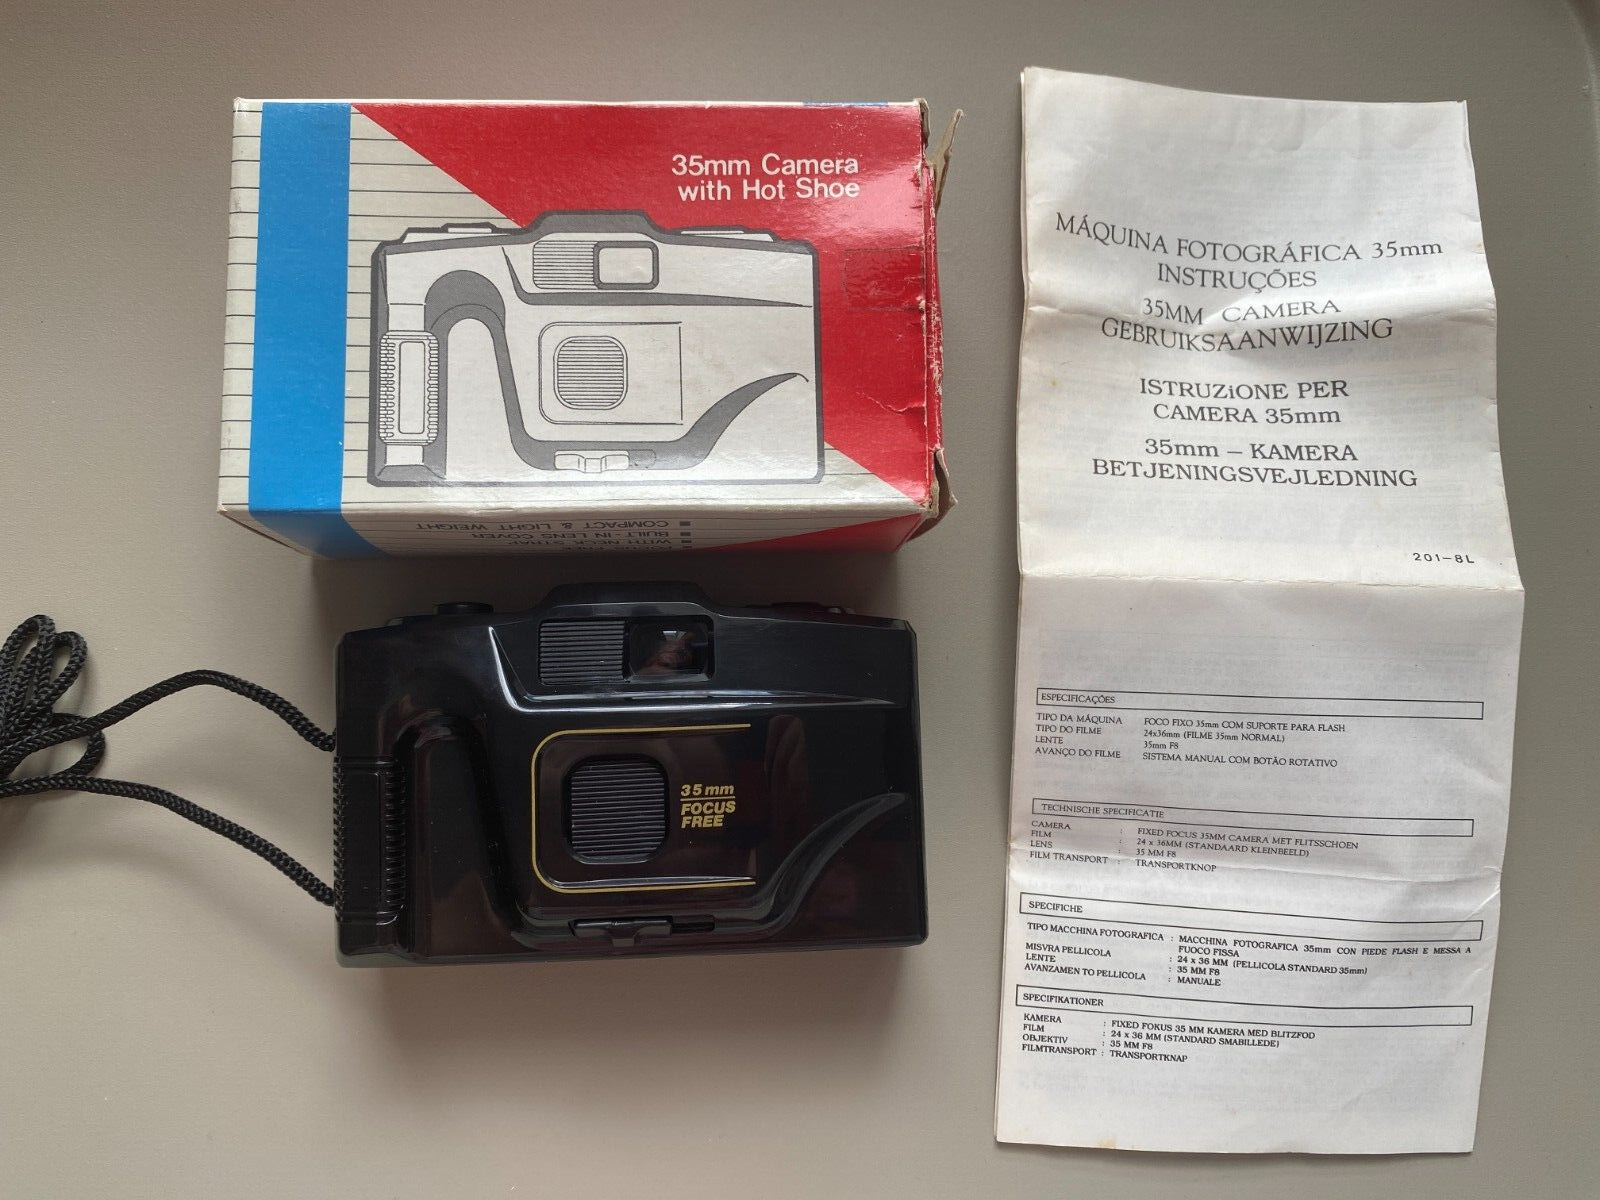 35mm Camera
with Hot Shoe
■ COMPACT & LIGHT WEIGHT
■ BUILT-IN LENS COVER
■ WITH NECK STRAP
35mm
FOCUS
FREE
MÁQUINA FOTOGRÁFICA 35mm
INSTRUÇÕES
35MM CAMERA
GEBRUIKSAANWIJZING
ISTRUZiONE PER
CAMERA 35mm
35mm – KAMERA
BETJENINGSVEJLEDNING
201-8L
ESPECIFICAÇÕES
TIPO DA MÁQUINA FOCO FIXO 35mm COM SUPORTE PARA FLASH
TIPO DO FILME 24x36mm (FILME 35mm NORMAL)
LENTE 35mm F8
AVANÇO DO FILME SISTEMA MANUAL COM BOTÃO ROTATIVO
TECHNISCHE SPECIFICATIE
CAMERA : FIXED FOCUS 35MM CAMERA MET FLITSSCHOEN
FILM : 24 x 36MM (STANDAARD KLEINBEELD)
LENS : 35 MM F8
FILM TRANSPORT : TRANSPORTKNOP
SPECIFICHE
TIPO MACCHINA FOTOGRAFICA : MACCHINA FOTOGRAFICA 35mm CON PIEDE FLASH E MESSA A
FUOCO FISSA
MISVRA PELLICOLA : 24 x 36 MM (PELLICOLA STANDARD 35mm)
LENTE : 35 MM F8
AVANZAMEN TO PELLICOLA : MANUALE
SPECIFIKATIONER
KAMERA : FIXED FOKUS 35 MM KAMERA MED BLITZFOD
FILM : 24 x 36 MM (STANDARD SMABILLEDE)
OBJEKTIV : 35 MM F8
FILMTRANSPORT : TRANSPORTKNAP